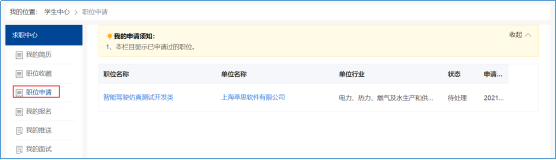 我的位置： 学生中心 > 职位申请
求职中心
我的简历
职位收藏
职位申请
我的报名
我的推送
我的面试
我的申请须知：
收起
1、本栏目显示已申请过的职位。
职位名称 单位名称 单位行业 状态 申请...
智能驾驶仿真测试开发类 上海蒂思软件有限公司 电力、热力、燃气及水生产和供... 待处理 2021...